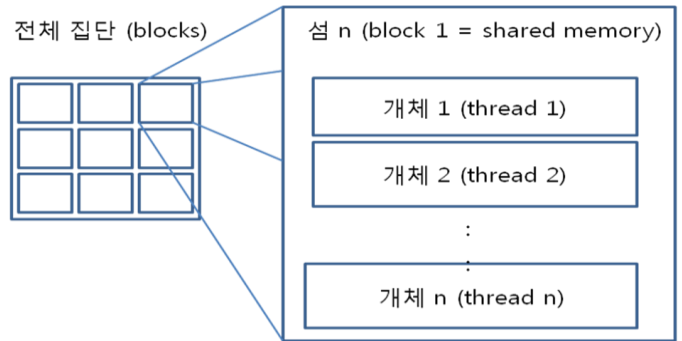 전체 집단 (blocks)
섬 n (block 1 = shared memory)
개체 1 (thread 1)
개체 2 (thread 2)
:
:
개체 n (thread n)